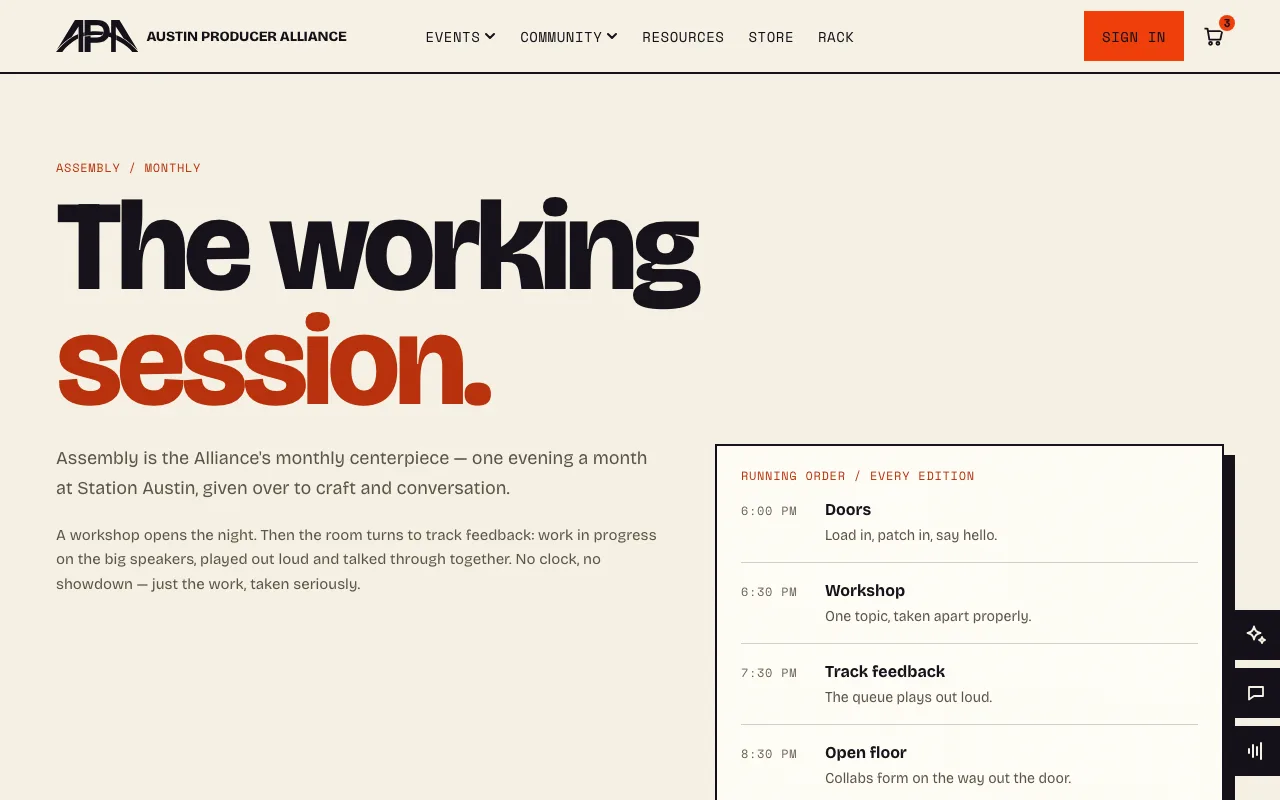 APA AUSTIN PRODUCER ALLIANCE
EVENTS COMMUNITY RESOURCES STORE RACK
SIGN IN
3
ASSEMBLY / MONTHLY
The working
session.
Assembly is the Alliance's monthly centerpiece — one evening a month
at Station Austin, given over to craft and conversation.
A workshop opens the night. Then the room turns to track feedback: work in progress
on the big speakers, played out loud and talked through together. No clock, no
showdown — just the work, taken seriously.
RUNNING ORDER / EVERY EDITION
6:00 PM Doors
Load in, patch in, say hello.
6:30 PM Workshop
One topic, taken apart properly.
7:30 PM Track feedback
The queue plays out loud.
8:30 PM Open floor
Collabs form on the way out the door.